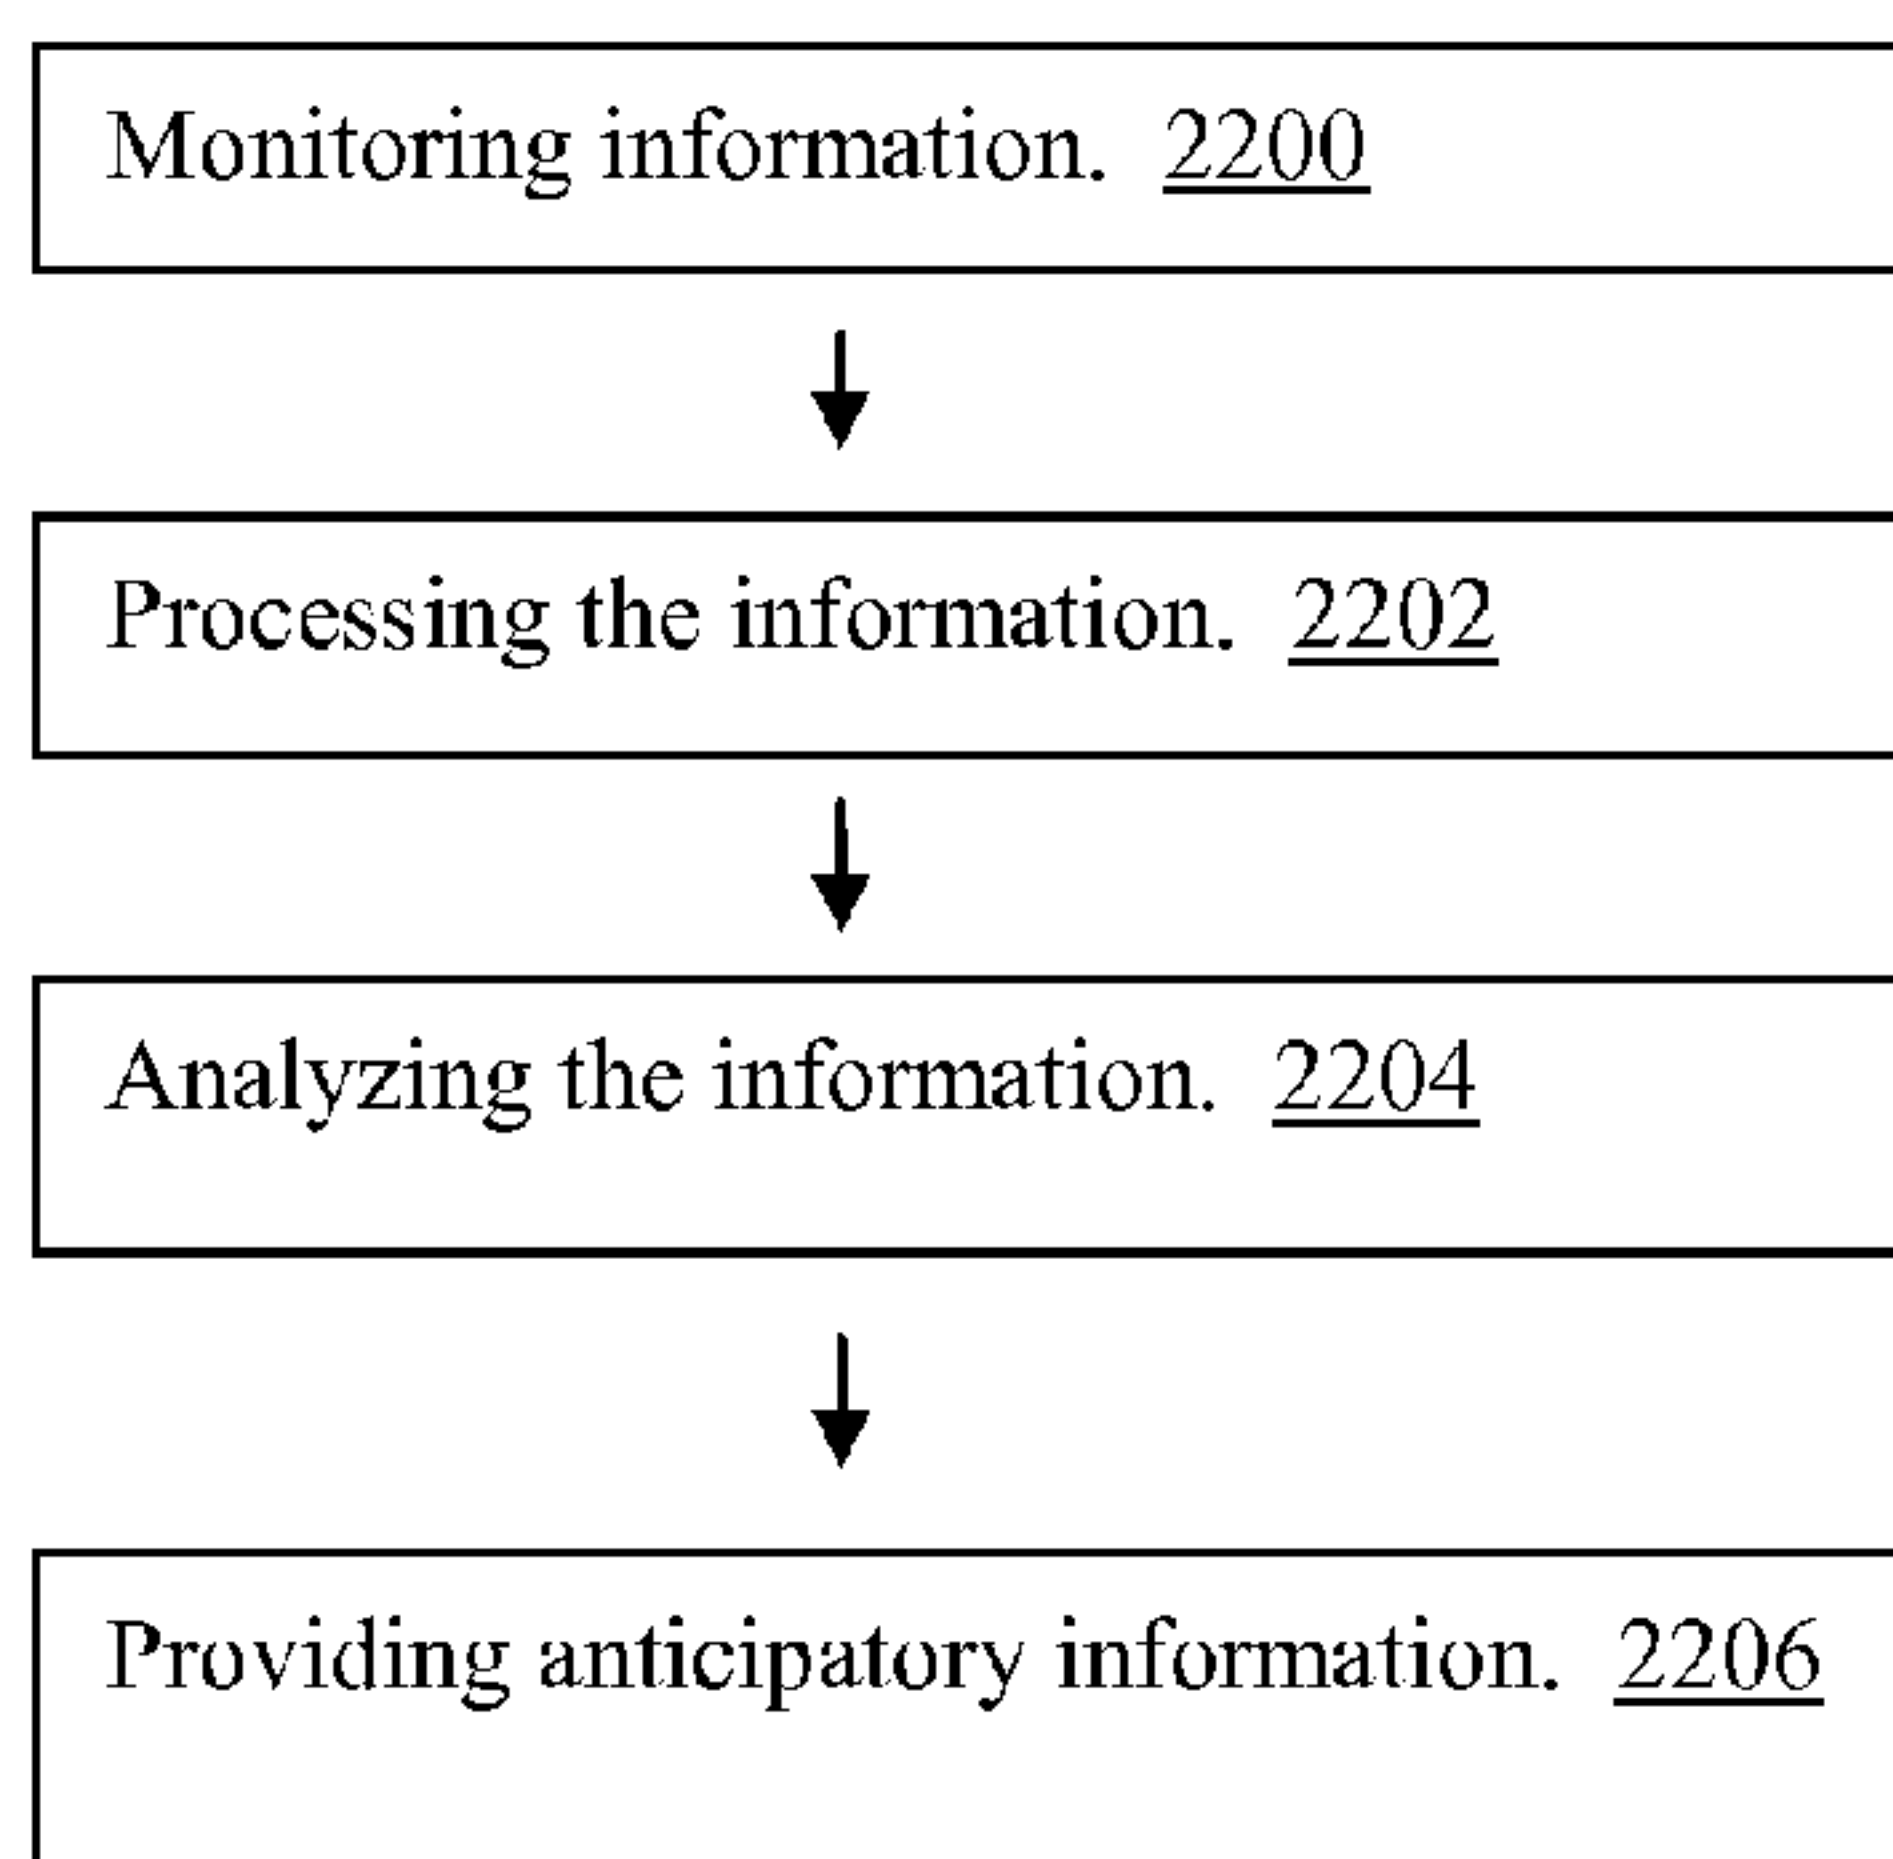 Monitoring information. 2200
Processing the information. 2202
Analyzing the information. 2204
Providing anticipatory information. 2206